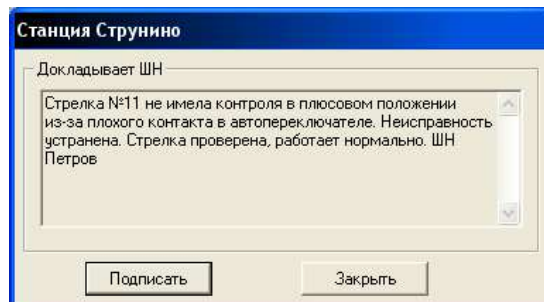 Станция Струнино
Докладывает ШН
Стрелка №11 не имела контроля в плюсовом положении
из-за плохого контакта в автопереключателе. Неисправность
устранена. Стрелка проверена, работает нормально. ШН
Петров
Подписать
Закрыть